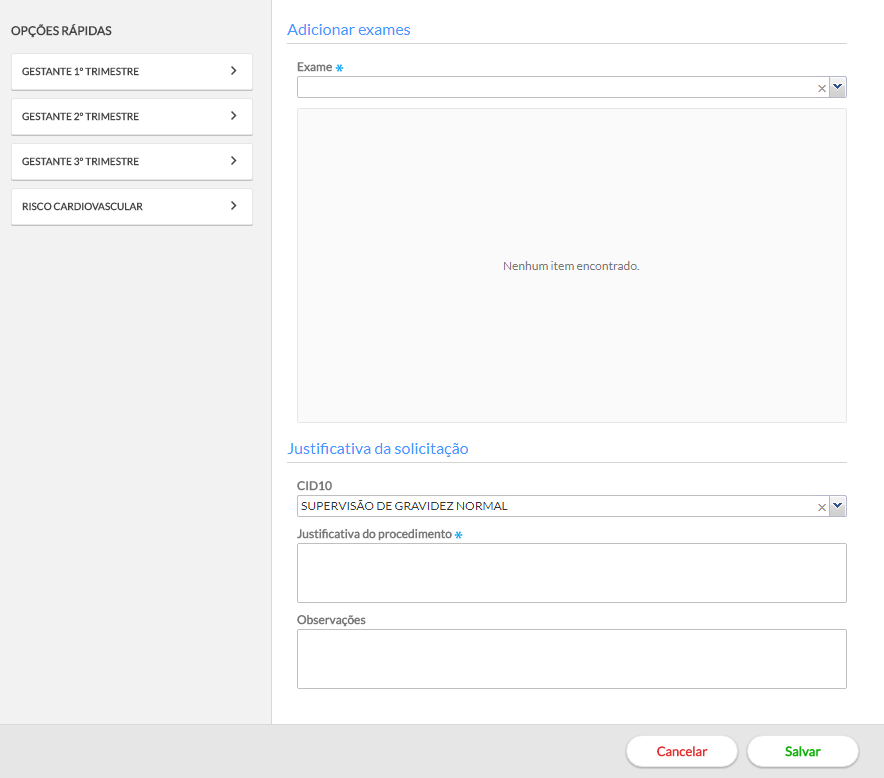 OPÇÕES RÁPIDAS
GESTANTE 1º TRIMESTRE
GESTANTE 2º TRIMESTRE
GESTANTE 3º TRIMESTRE
RISCO CARDIOVASCULAR
Adicionar exames
Exame *
Nenhum item encontrado.
Justificativa da solicitação
CID10
SUPERVISÃO DE GRAVIDEZ NORMAL
Justificativa do procedimento *
Observações
Cancelar
Salvar